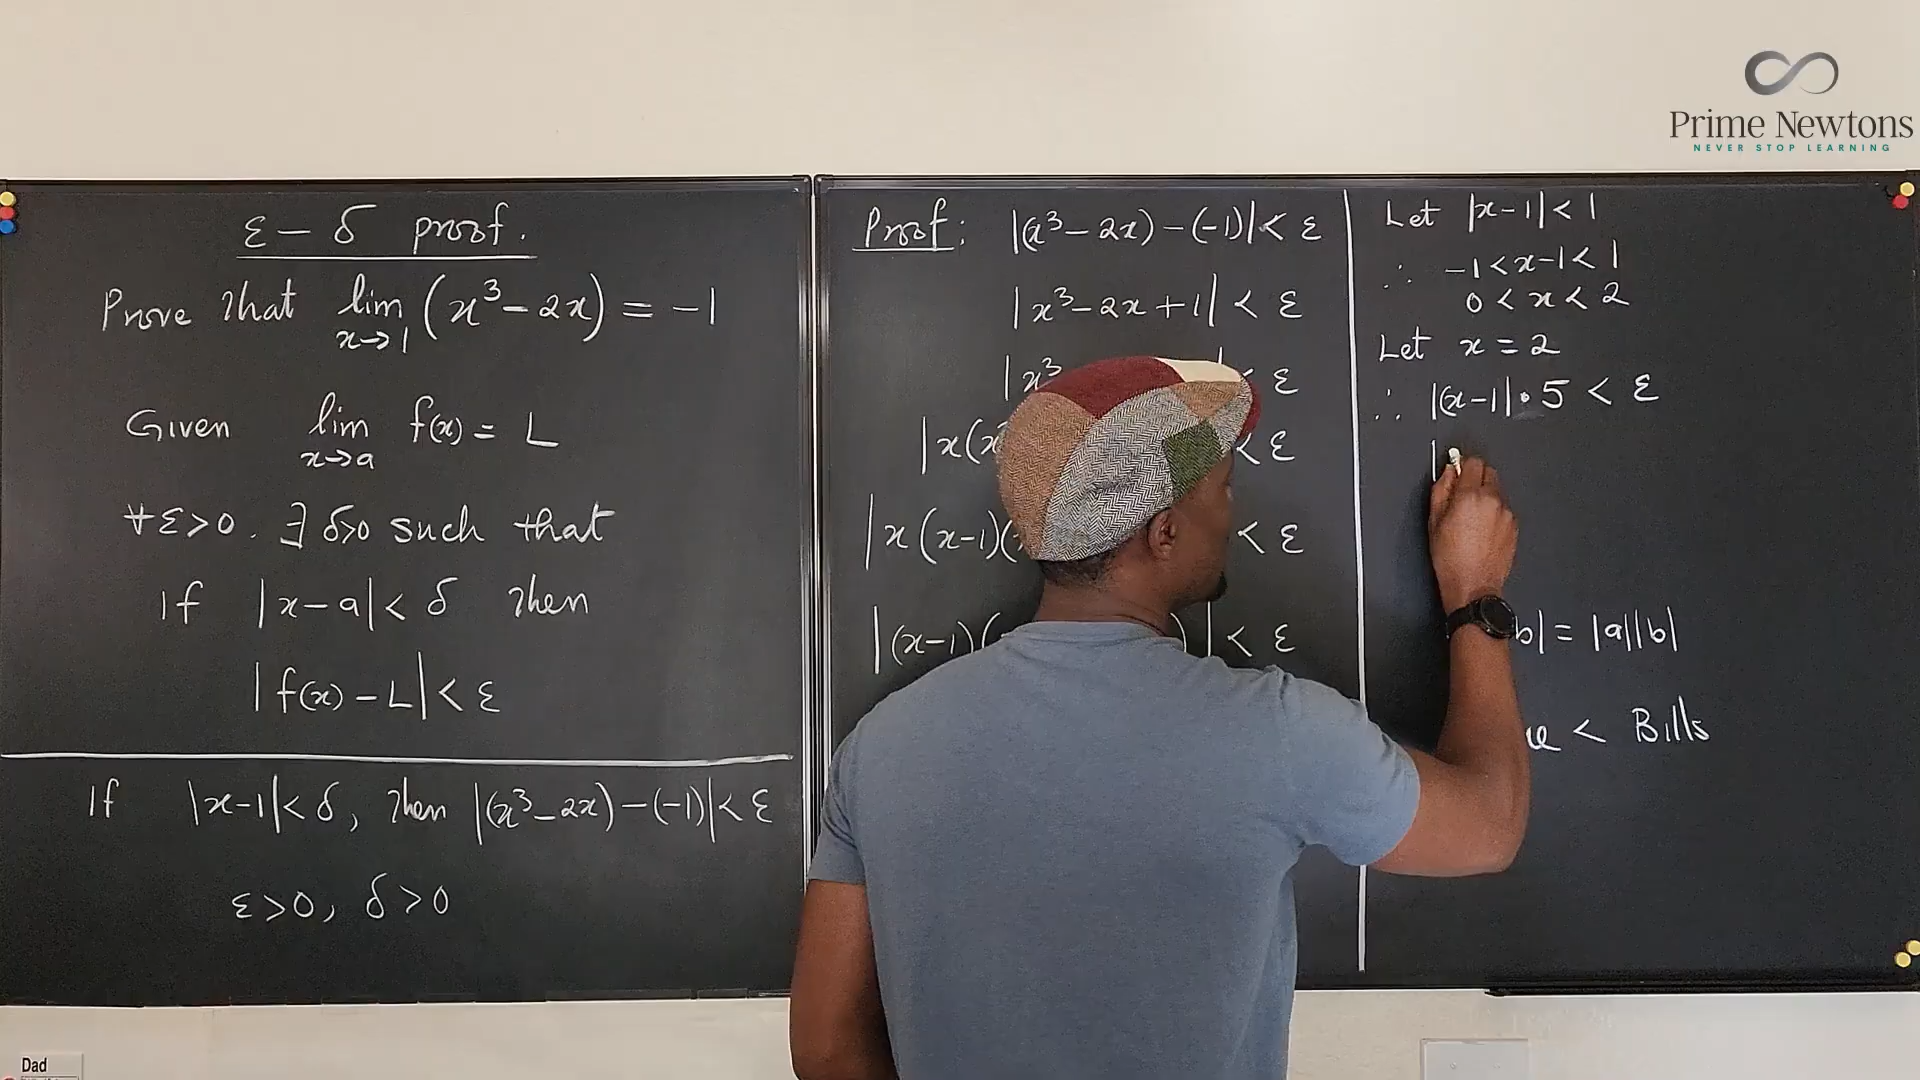 Prime Newtons
NEVER STOP LEARNING
ε – δ proof.
Prove that lim x→1 (x³ – 2x) = –1
Given lim x→a f(x) = L
∀ε>0. ∃ δ>0 such that
If |x – a| < δ then
|f(x) – L| < ε
If |x–1| < δ, then |(x³–2x) – (–1)| < ε
ε>0, δ>0
Proof: |(x³ – 2x) – (–1)| < ε
|x³ – 2x + 1| < ε
|x³ < ε
|x(x < ε
|x(x–1)( < ε
|(x–1)( )| < ε
Let |x–1| < 1
∴ –1 < x–1 < 1
0 < x < 2
Let x = 2
∴ |(x–1|• 5 < ε
|
b| = |a||b|
< Bills
Dad